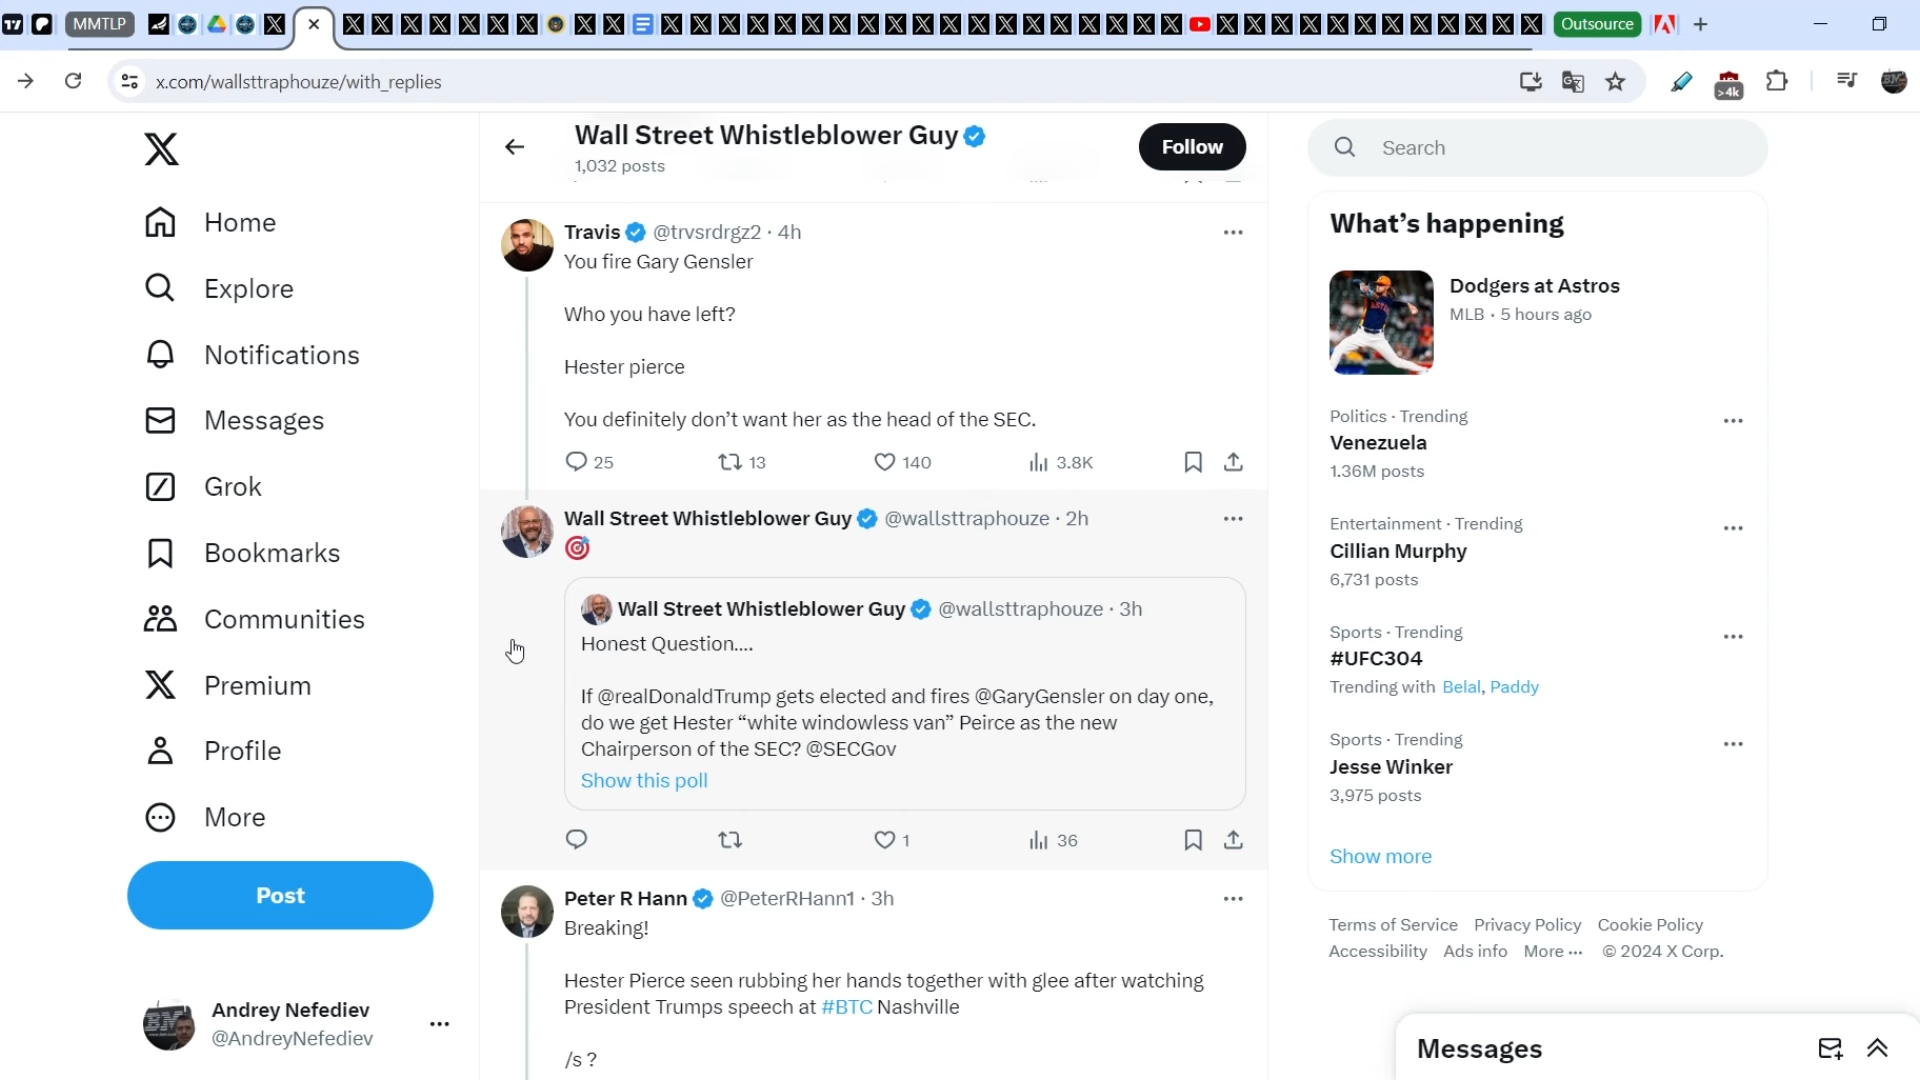 MMTLP
Outsource
x.com/wallsttraphouze/with_replies
>4k
Home
Explore
Notifications
Messages
Grok
Bookmarks
Communities
Premium
Profile
More
Post
Andrey Nefediev
@AndreyNefediev
Wall Street Whistleblower Guy
1,032 posts
Follow
Travis @trvsrdrgz2 · 4h
You fire Gary Gensler
Who you have left?
Hester pierce
You definitely don’t want her as the head of the SEC.
25 13 140 3.8K
Wall Street Whistleblower Guy @wallsttraphouze · 2h
🎯
Wall Street Whistleblower Guy @wallsttraphouze · 3h
Honest Question....
If @realDonaldTrump gets elected and fires @GaryGensler on day one,
do we get Hester “white windowless van” Peirce as the new
Chairperson of the SEC? @SECGov
Show this poll
1 36
Peter R Hann @PeterRHann1 · 3h
Breaking!
Hester Pierce seen rubbing her hands together with glee after watching
President Trumps speech at #BTC Nashville
/s ?
Search
What’s happening
Dodgers at Astros
MLB · 5 hours ago
Politics · Trending
Venezuela
1.36M posts
Entertainment · Trending
Cillian Murphy
6,731 posts
Sports · Trending
#UFC304
Trending with Belal, Paddy
Sports · Trending
Jesse Winker
3,975 posts
Show more
Terms of Service Privacy Policy Cookie Policy
Accessibility Ads info More ··· © 2024 X Corp.
Messages